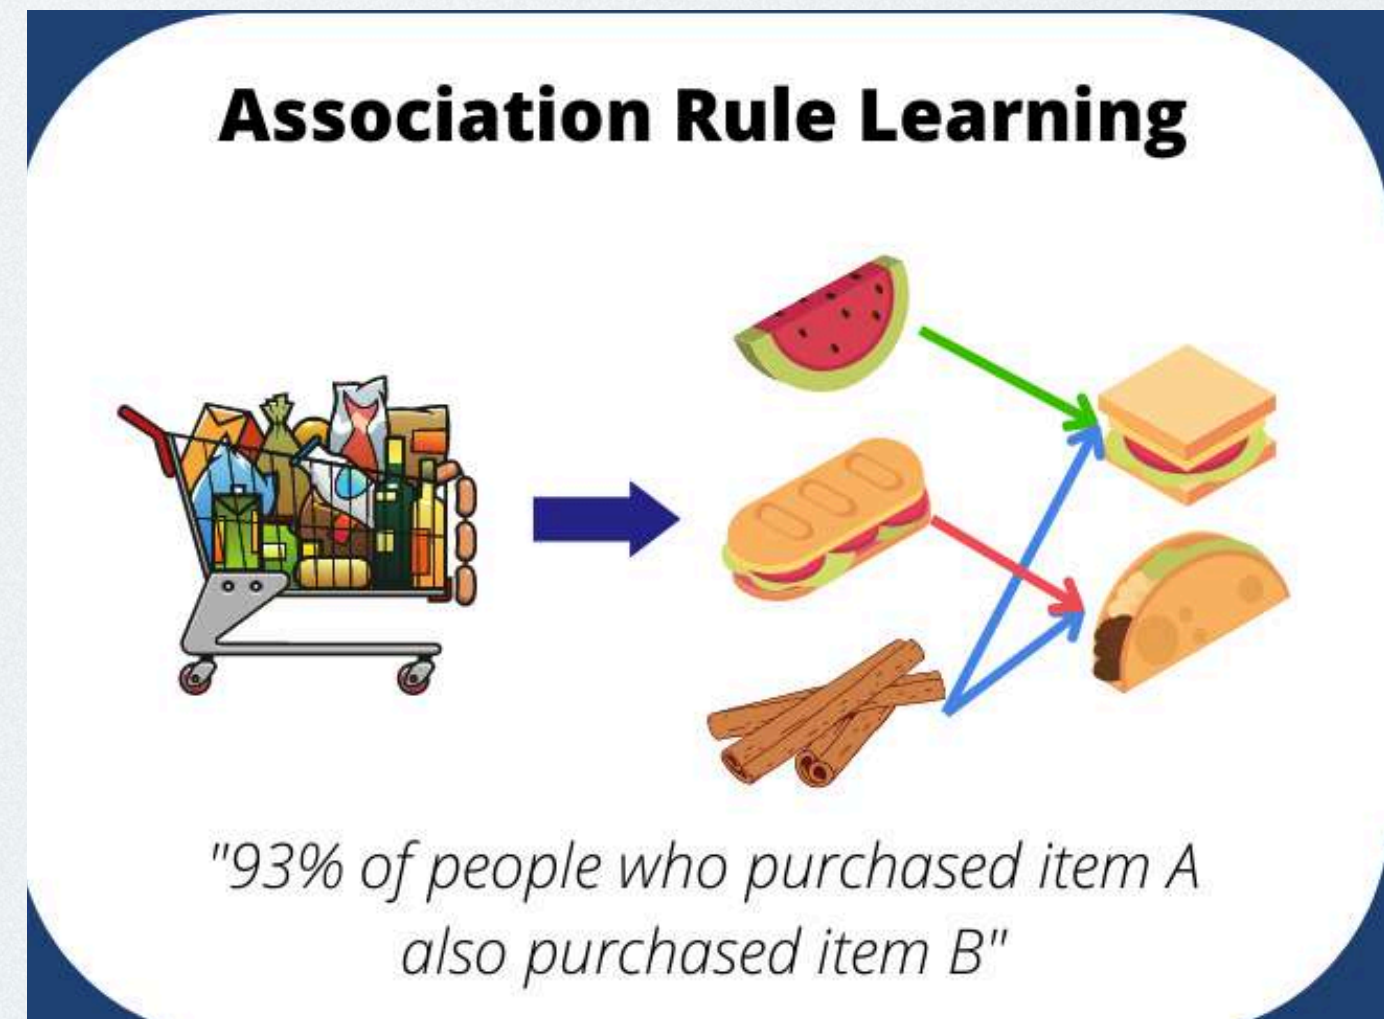 Association Rule Learning
"93% of people who purchased item A
also purchased item B"